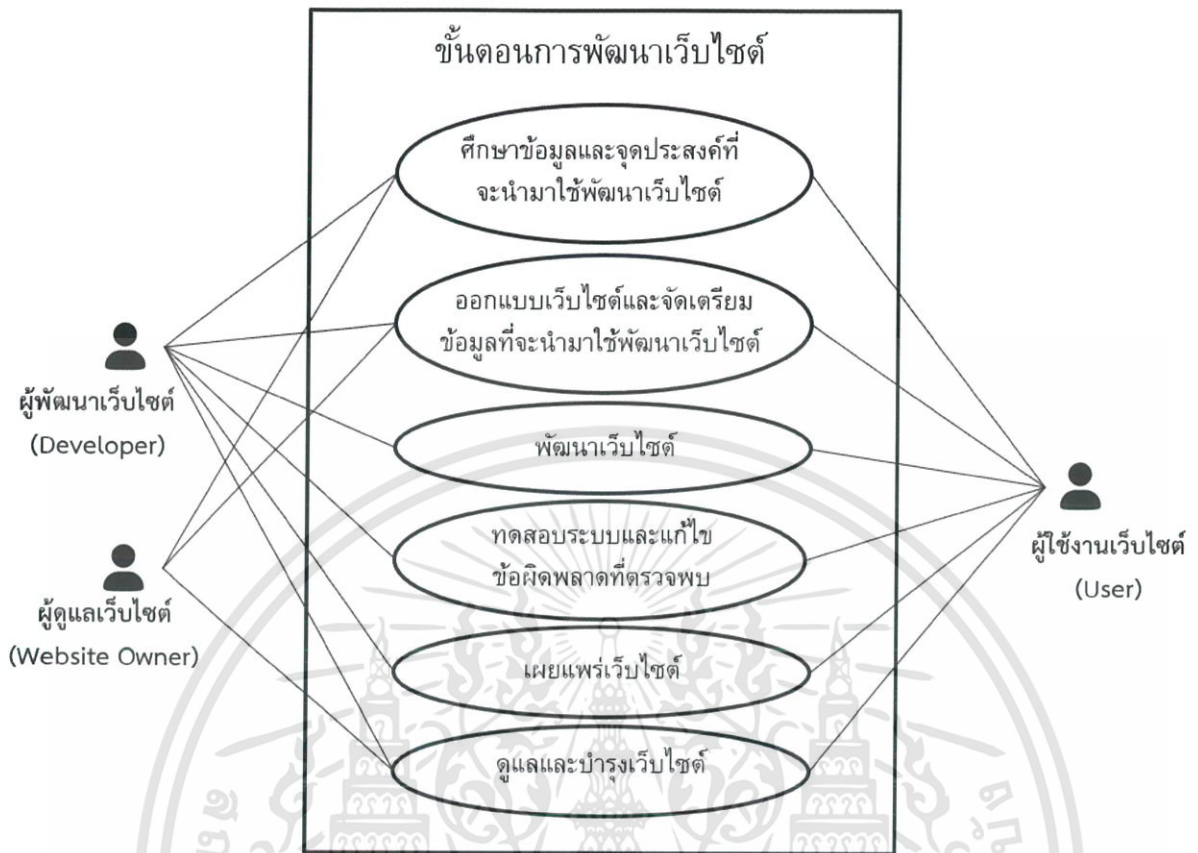 ขั้นตอนการพัฒนาเว็บไซต์
ศึกษาข้อมูลและจุดประสงค์ที่
จะนำมาใช้พัฒนาเว็บไซต์
ออกแบบเว็บไซต์และจัดเตรียม
ข้อมูลที่จะนำมาใช้พัฒนาเว็บไซต์
ผู้พัฒนาเว็บไซต์
(Developer)
พัฒนาเว็บไซต์
ทดสอบระบบและแก้ไข
ข้อผิดพลาดที่ตรวจพบ
ผู้ใช้งานเว็บไซต์
(User)
ผู้ดูแลเว็บไซต์
(Website Owner)
เผยแพร่เว็บไซต์
ดูแลและบำรุงเว็บไซต์